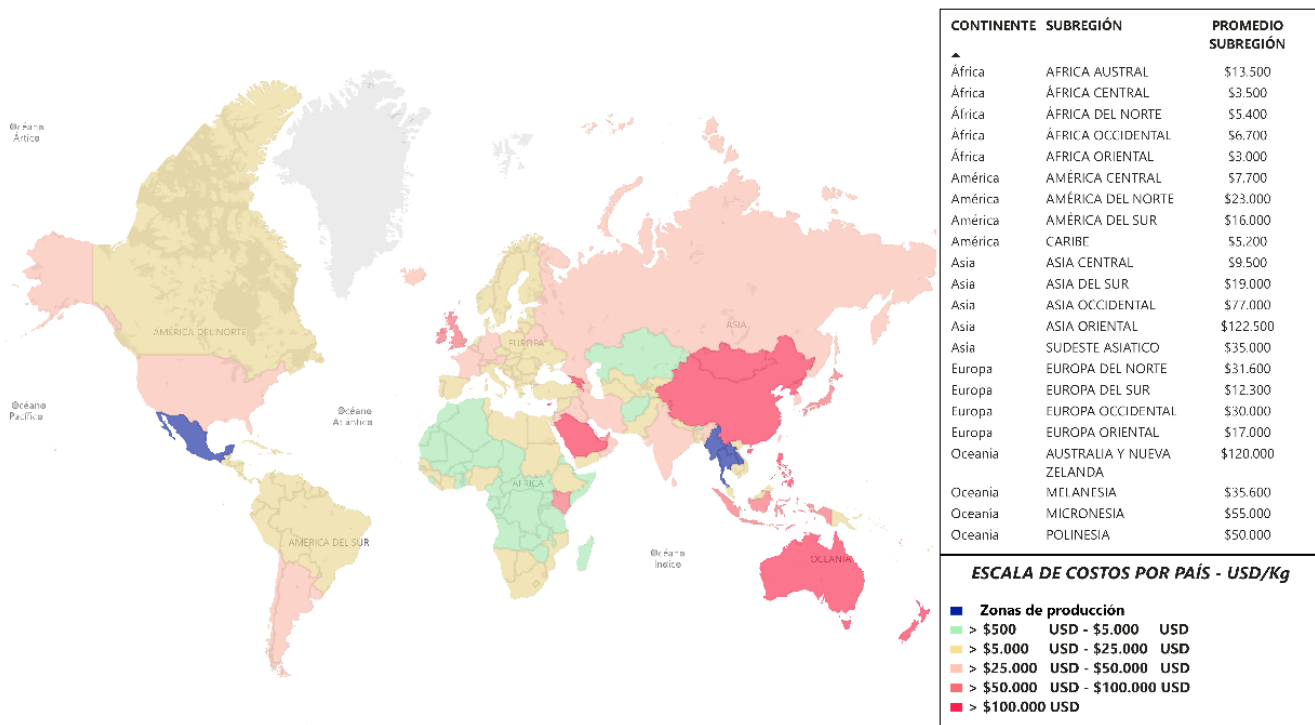 Océano
Ártico
AMÉRICA DEL NORTE
Océano
Pacífico
Océano
Atlántico
AMÉRICA DEL SUR
EUROPA
ASIA
ÁFRICA
Océano
Índico
OCEANÍA
CONTINENTE SUBREGIÓN PROMEDIO
SUBREGIÓN
África AFRICA AUSTRAL $13.500
África ÁFRICA CENTRAL $3.500
África ÁFRICA DEL NORTE $5.400
África ÁFRICA OCCIDENTAL $6.700
África AFRICA ORIENTAL $3.000
América AMÉRICA CENTRAL $7.700
América AMÉRICA DEL NORTE $23.000
América AMÉRICA DEL SUR $16.000
América CARIBE $5.200
Asia ASIA CENTRAL $9.500
Asia ASIA DEL SUR $19.000
Asia ASIA OCCIDENTAL $77.000
Asia ASIA ORIENTAL $122.500
Asia SUDESTE ASIATICO $35.000
Europa EUROPA DEL NORTE $31.600
Europa EUROPA DEL SUR $12.300
Europa EUROPA OCCIDENTAL $30.000
Europa EUROPA ORIENTAL $17.000
Oceania AUSTRALIA Y NUEVA $120.000
ZELANDA
Oceania MELANESIA $35.600
Oceania MICRONESIA $55.000
Oceania POLINESIA $50.000
ESCALA DE COSTOS POR PAÍS - USD/Kg
Zonas de producción
> $500 USD - $5.000 USD
> $5.000 USD - $25.000 USD
> $25.000 USD - $50.000 USD
> $50.000 USD - $100.000 USD
> $100.000 USD